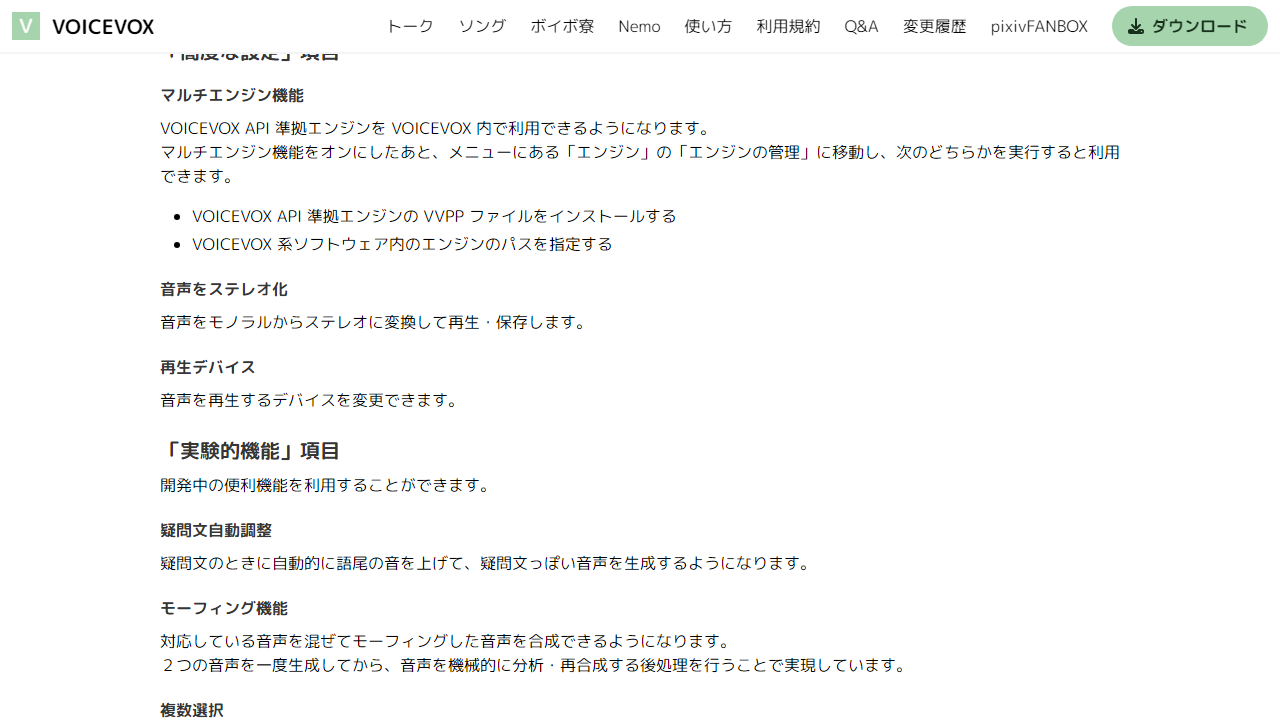 V VOICEVOX トーク ソング ボイボ寮 Nemo 使い方 利用規約 Q&A 変更履歴 pixivFANBOX ダウンロード
「高度な設定」項目
マルチエンジン機能
VOICEVOX API 準拠エンジンを VOICEVOX 内で利用できるようになります。
マルチエンジン機能をオンにしたあと、メニューにある「エンジン」の「エンジンの管理」に移動し、次のどちらかを実行すると利用
できます。
• VOICEVOX API 準拠エンジンの VVPP ファイルをインストールする
• VOICEVOX 系ソフトウェア内のエンジンのパスを指定する
音声をステレオ化
音声をモノラルからステレオに変換して再生・保存します。
再生デバイス
音声を再生するデバイスを変更できます。
「実験的機能」項目
開発中の便利機能を利用することができます。
疑問文自動調整
疑問文のときに自動的に語尾の音を上げて、疑問文っぽい音声を生成するようになります。
モーフィング機能
対応している音声を混ぜてモーフィングした音声を合成できるようになります。
２つの音声を一度生成してから、音声を機械的に分析・再合成する後処理を行うことで実現しています。
複数選択